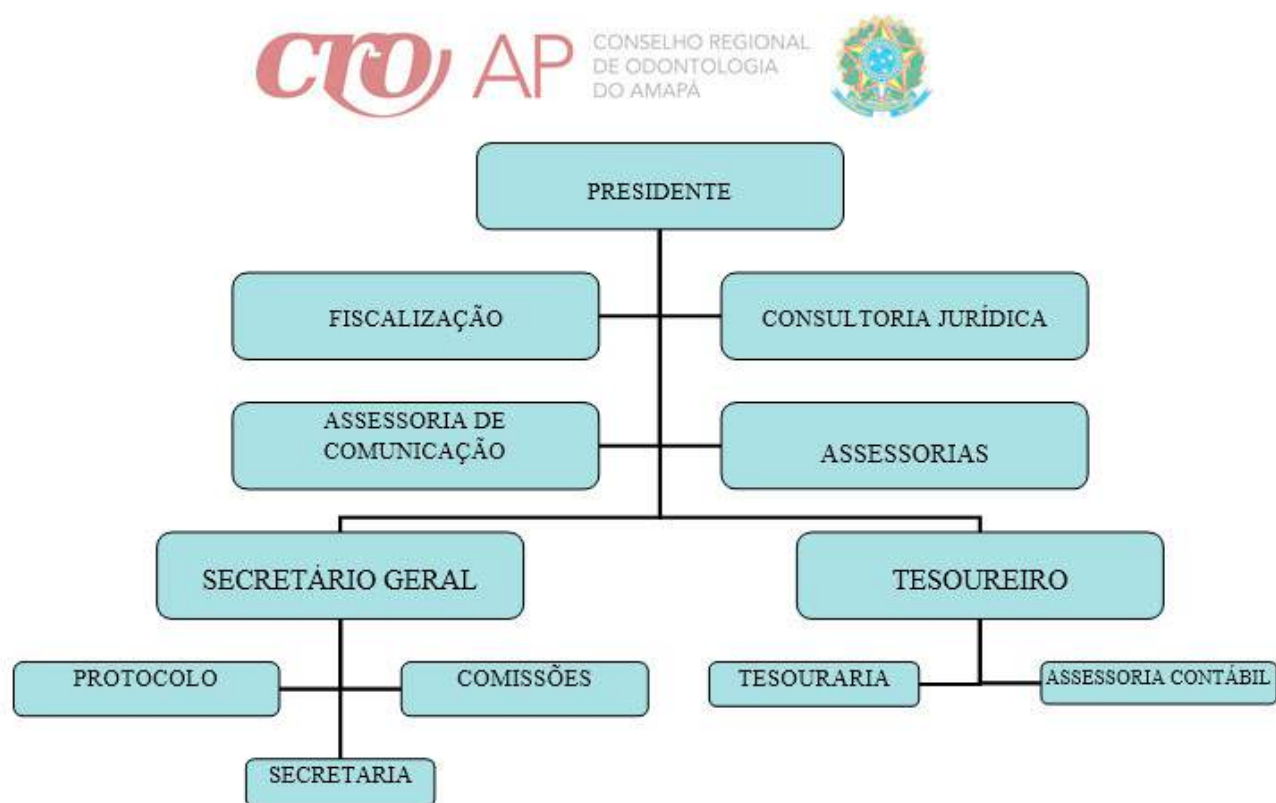 cro AP
CONSELHO REGIONAL
DE ODONTOLOGIA
DO AMAPÁ
PRESIDENTE
FISCALIZAÇÃO
CONSULTORIA JURÍDICA
ASSESSORIA DE
COMUNICAÇÃO
ASSESSORIAS
SECRETÁRIO GERAL
TESOUREIRO
PROTOCOLO
COMISSÕES
TESOURARIA
ASSESSORIA CONTÁBIL
SECRETARIA